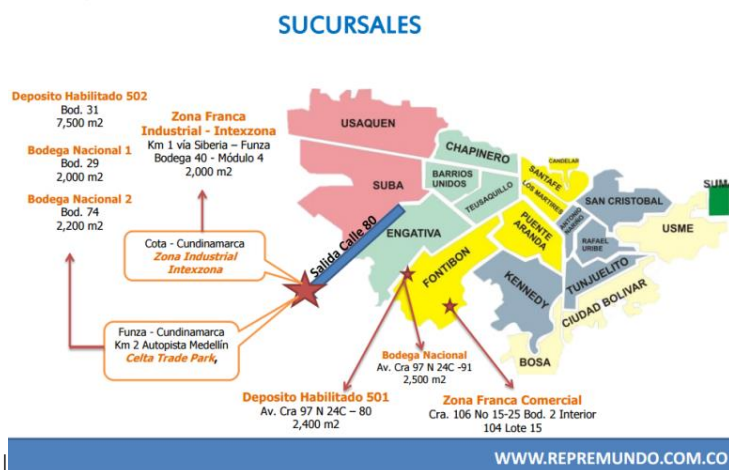 SUCURSALES
Deposito Habilitado 502
Bod. 31
7,500 m2
Bodega Nacional 1
Bod. 29
2,000 m2
Bodega Nacional 2
Bod. 74
2,200 m2
Zona Franca
Industrial - Intexzona
Km 1 vía Siberia – Funza
Bodega 40 - Módulo 4
2,000 m2
Cota - Cundinamarca
Zona Industrial
Intexzona
Funza - Cundinamarca
Km 2 Autopista Medellín
Celta Trade Park,
Salida Calle 80
USAQUEN
SUBA
CHAPINERO
BARRIOS
UNIDOS
TEUSAQUILLO
ENGATIVA
FONTIBON
CANDELAR
SANTAFE
LOS MARTIRES
PUENTE
ARANDA
ANTONIO
NARIÑO
SAN CRISTOBAL
RAFAEL
URIBE
TUNJUELITO
KENNEDY
BOSA
CIUDAD BOLIVAR
USME
SUM
Deposito Habilitado 501
Av. Cra 97 N 24C – 80
2,400 m2
Bodega Nacional
Av. Cra 97 N 24C -91
2,500 m2
Zona Franca Comercial
Cra. 106 No 15-25 Bod. 2 Interior
104 Lote 15
WWW.REPREMUNDO.COM.CO